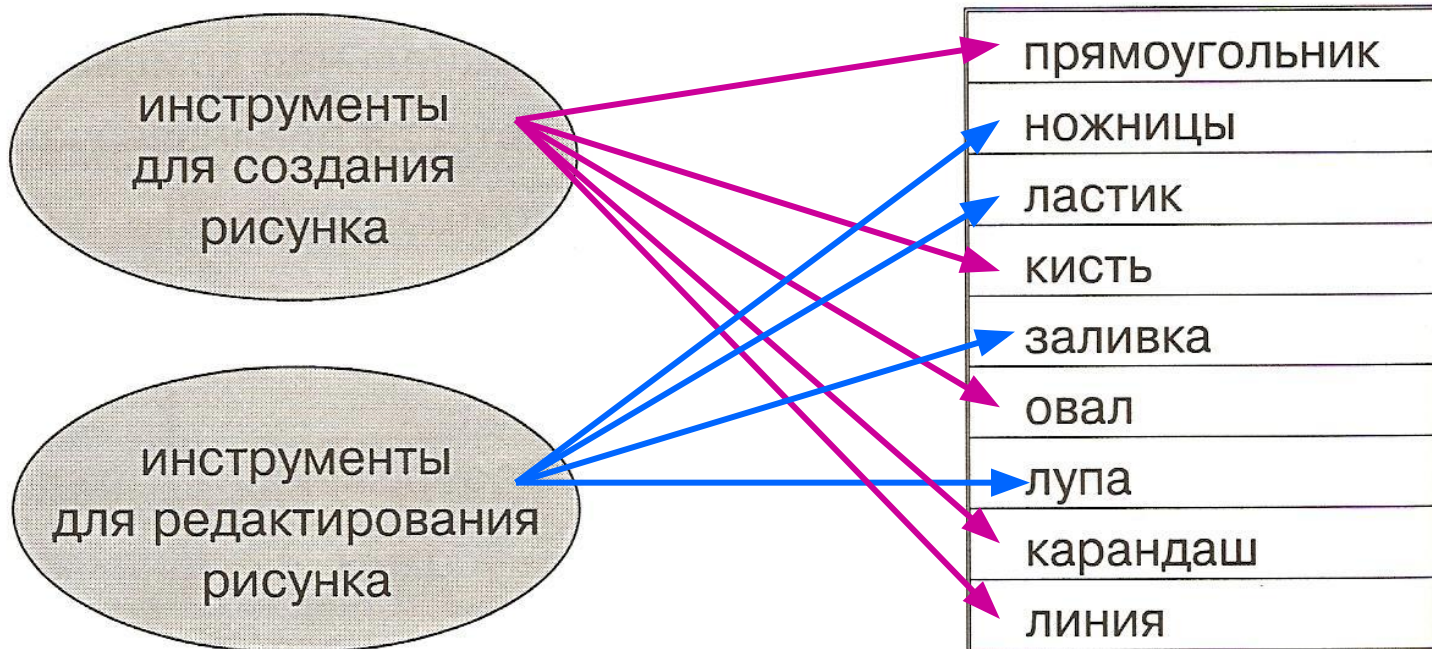 инструменты
для создания
рисунка
инструменты
для редактирования
рисунка
прямоугольник
ножницы
ластик
кисть
заливка
овал
лупа
карандаш
линия